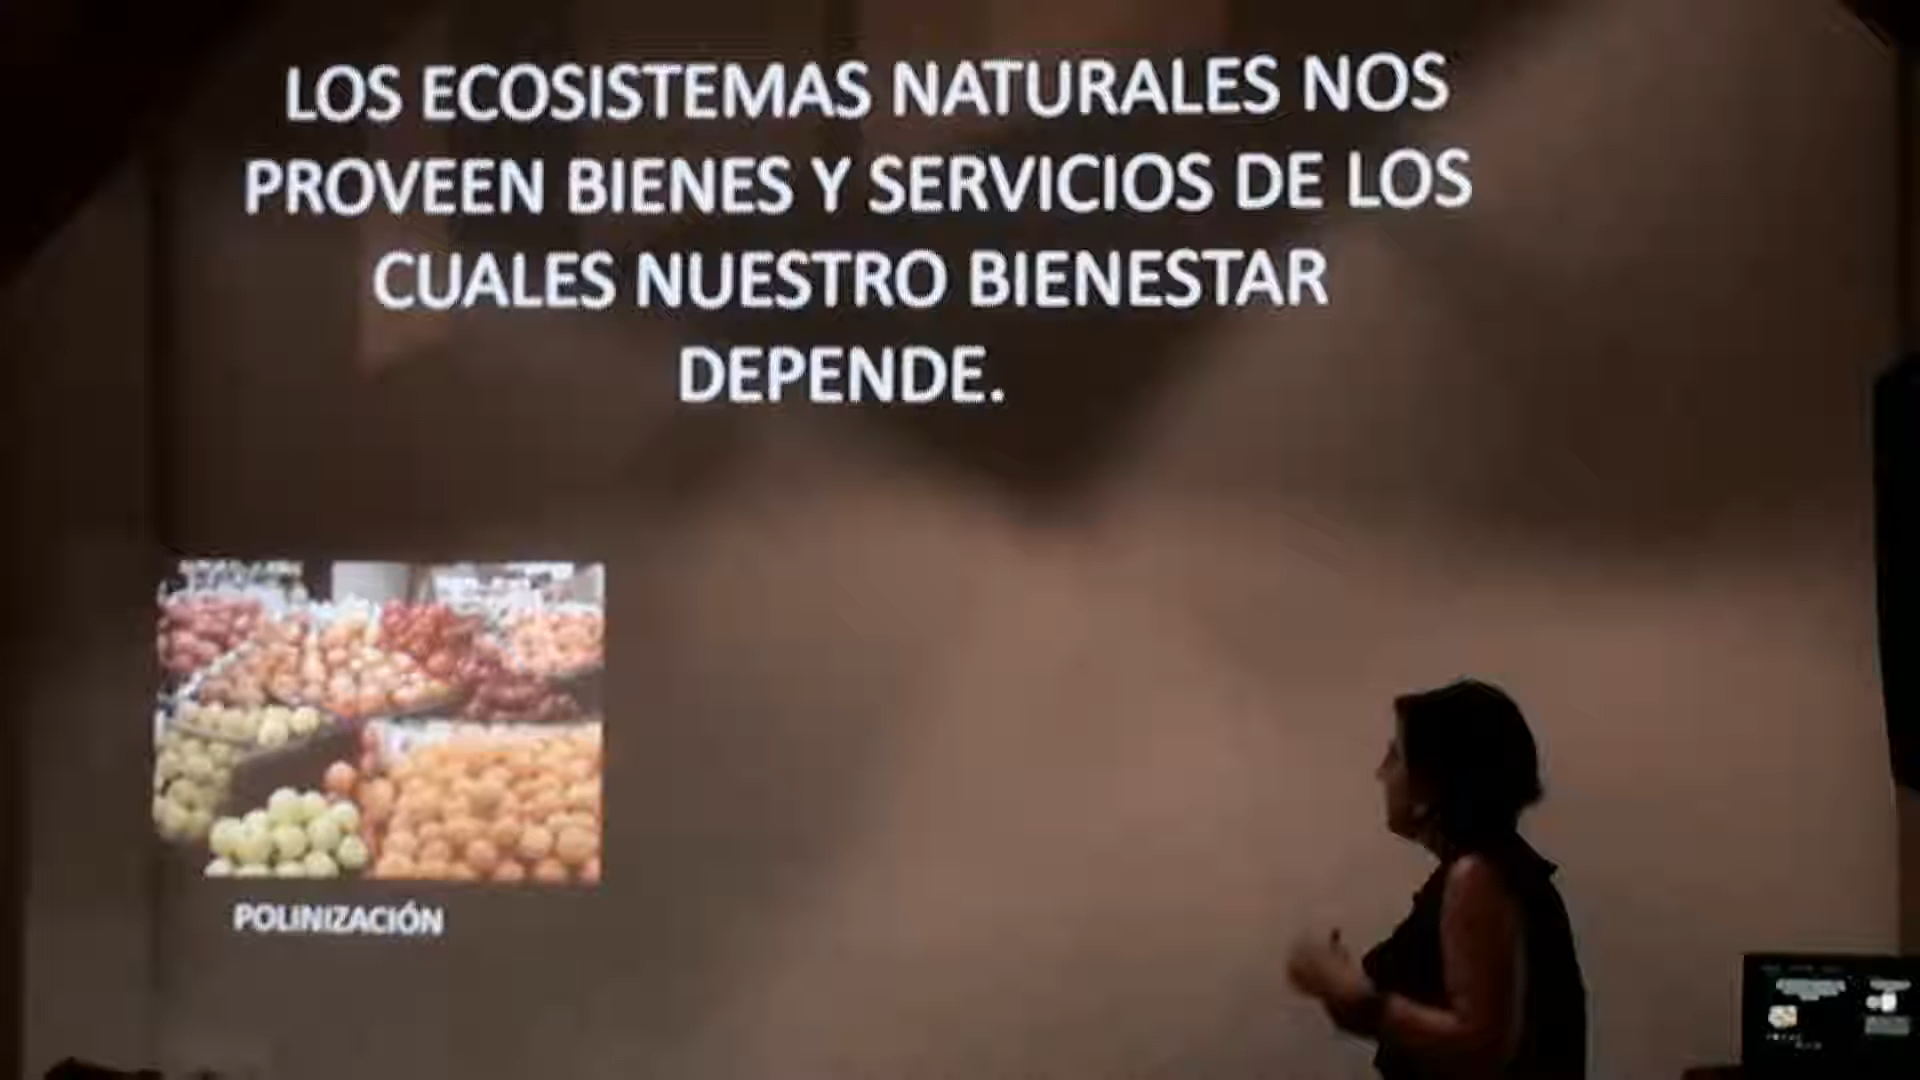 LOS ECOSISTEMAS NATURALES NOS
PROVEEN BIENES Y SERVICIOS DE LOS
CUALES NUESTRO BIENESTAR
DEPENDE.
POLINIZACIÓN